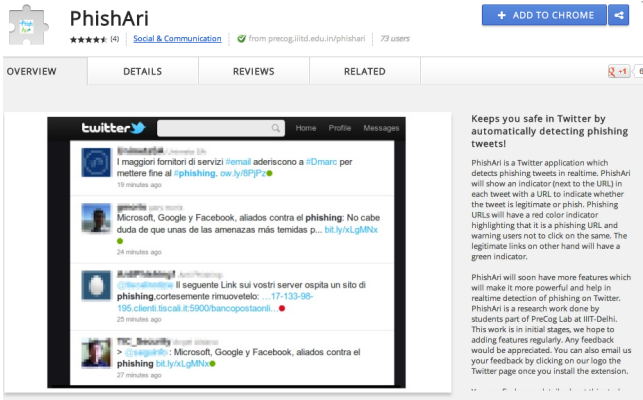 PhishAri
(4) Social & Communication from precog.iiitd.edu.in/phishari 73 users
+ ADD TO CHROME
OVERVIEW DETAILS REVIEWS RELATED
g +1 6
twitter Home Profile Messages
I maggiori fornitori di servizi #email aderiscono a #Dmarc per
mettere fine al #phishing. ow.ly/8PjPz
19 minutes ago
Microsoft, Google y Facebook, aliados contra el phishing: No cabe
duda de que unas de las amenazas más temidas p... bit.ly/xLgMNx
24 minutes ago
Il seguente Link sui vostri server ospita un sito di
phishing,cortesemente rimuovetelo: …17-133-98-
195.clienti.tiscali.it:5900/bancopostaonli…
25 minutes ago
TIC_Security
> @seguinfo: Microsoft, Google y Facebook, aliados contra el
phishing bit.ly/xLgMNx
27 minutes ago
Keeps you safe in Twitter by
automatically detecting phishing
tweets!
PhishAri is a Twitter application which
detects phishing tweets in realtime. PhishAri
will show an indicator (next to the URL) in
each tweet with a URL to indicate whether
the tweet is legitimate or phish. Phishing
URLs will have a red color indicator
highlighting that it is a phishing URL and
warning users not to click on the same. The
legitimate links on other hand will have a
green indicator.
PhishAri will soon have more features which
will make it more powerful and help in
realtime detection of phishing on Twitter.
PhishAri is a research work done by
students part of PreCog Lab at IIIT-Delhi.
This work is in initial stages, we hope to
adding features regularly. Any feedback
would be appreciated. You can also email us
your feedback by clicking on our logo the
Twitter page once you install the extension.